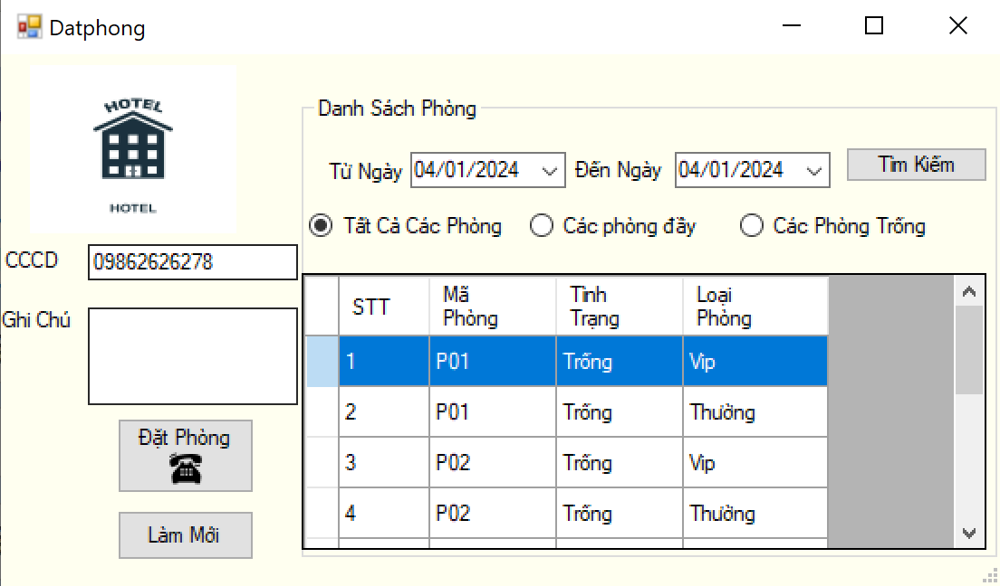 Datphong
HOTEL
HOTEL
CCCD 09862626278
Ghi Chú
Đặt Phòng
Làm Mới
Danh Sách Phòng
Từ Ngày 04/01/2024 Đến Ngày 04/01/2024 Tìm Kiếm
Tất Cả Các Phòng Các phòng đầy Các Phòng Trống
STT Mã Phòng Tình Trạng Loại Phòng
1 P01 Trống Vip
2 P01 Trống Thường
3 P02 Trống Vip
4 P02 Trống Thường